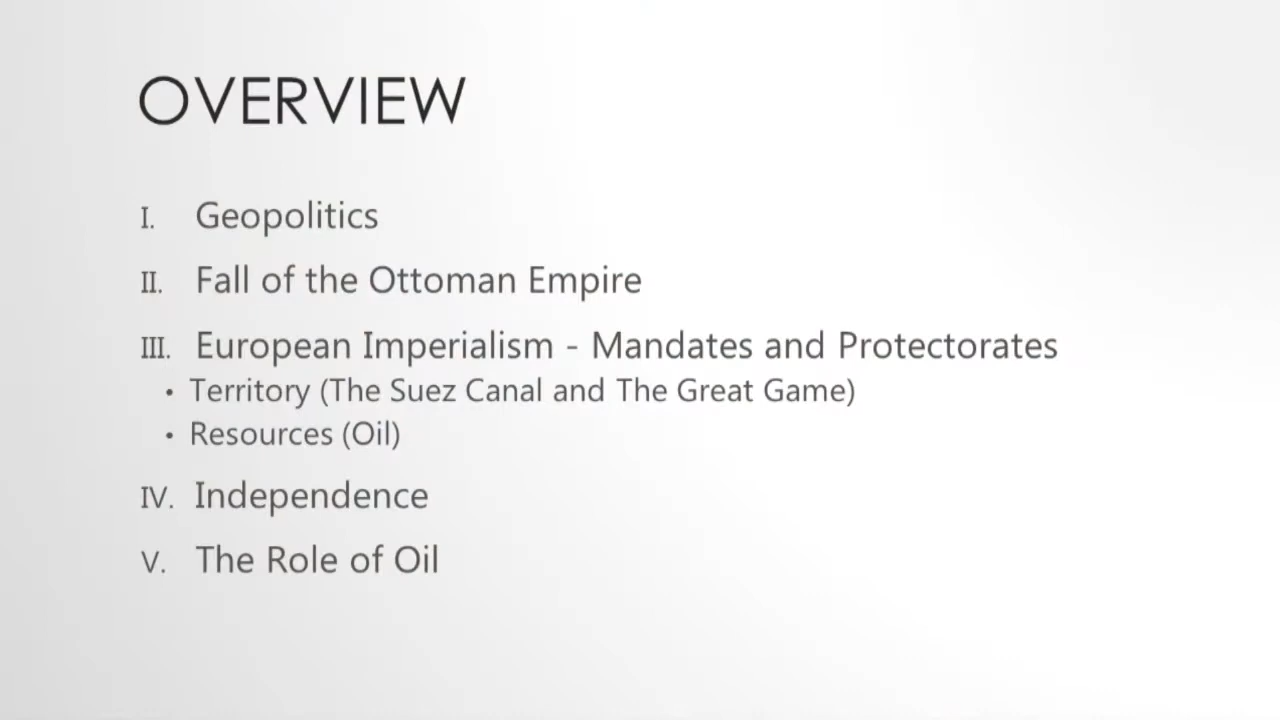 OVERVIEW
I. Geopolitics
II. Fall of the Ottoman Empire
III. European Imperialism - Mandates and Protectorates
• Territory (The Suez Canal and The Great Game)
• Resources (Oil)
IV. Independence
V. The Role of Oil